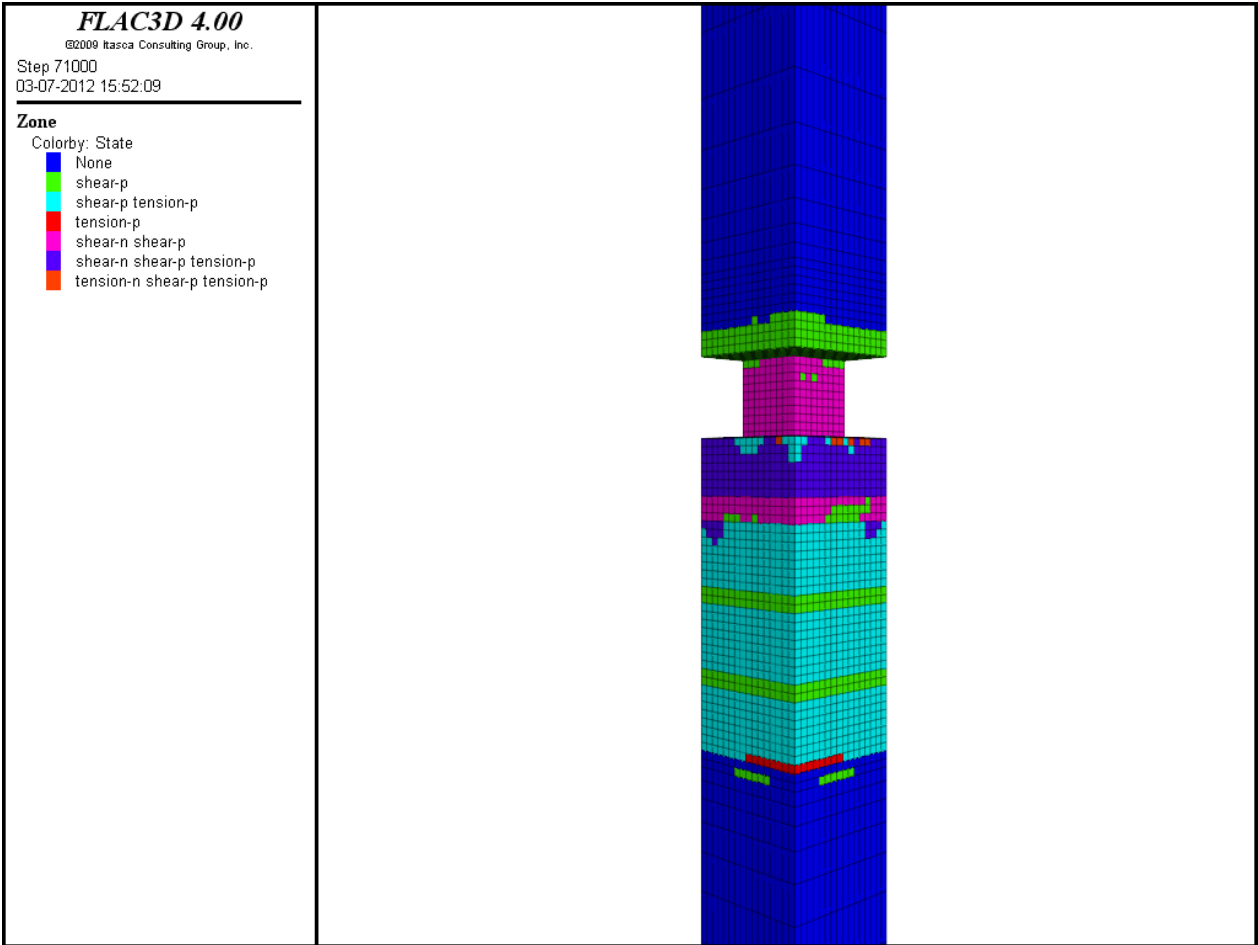 FLAC3D 4.00
©2009 Itasca Consulting Group, Inc.
Step 71000
03-07-2012 15:52:09
Zone
Colorby: State
None
shear-p
shear-p tension-p
tension-p
shear-n shear-p
shear-n shear-p tension-p
tension-n shear-p tension-p